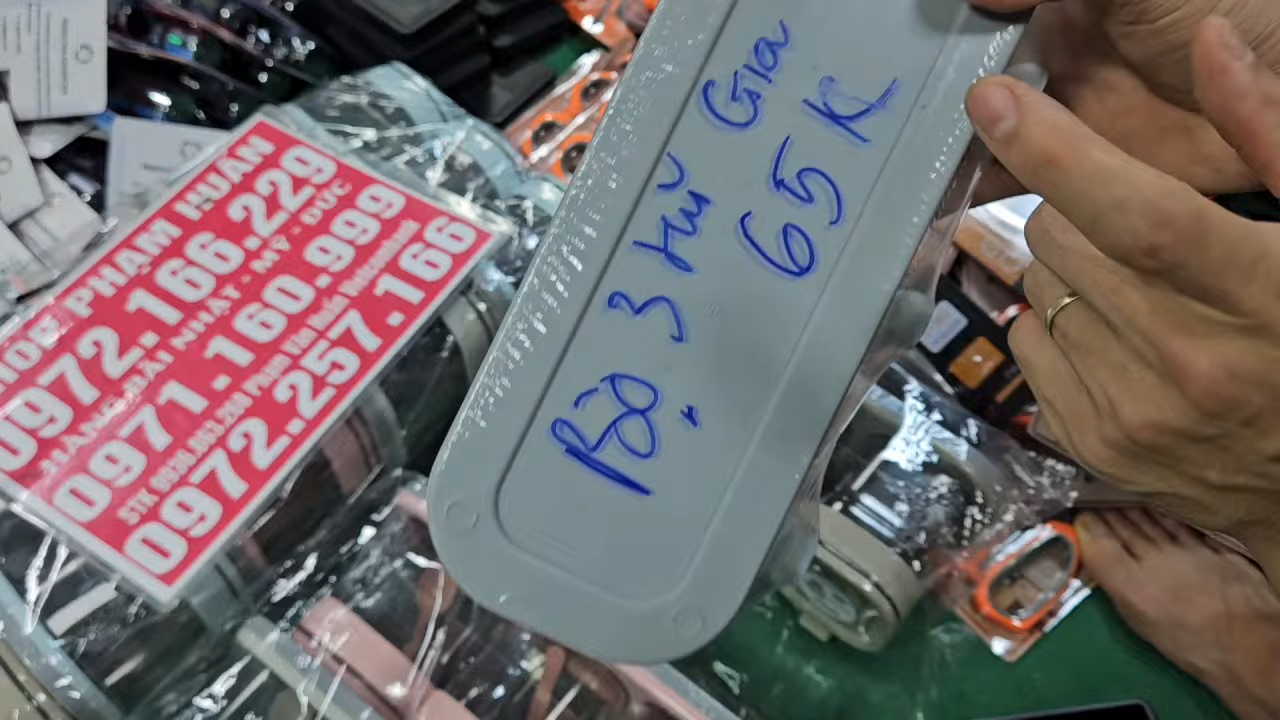 PHẠM HUÂN
0972.166.229
HÀNG BÃI NHẬT - MỸ - ĐỨC
0971.160.999
0972.257.166
Bộ 3 Hũ Gia
65K